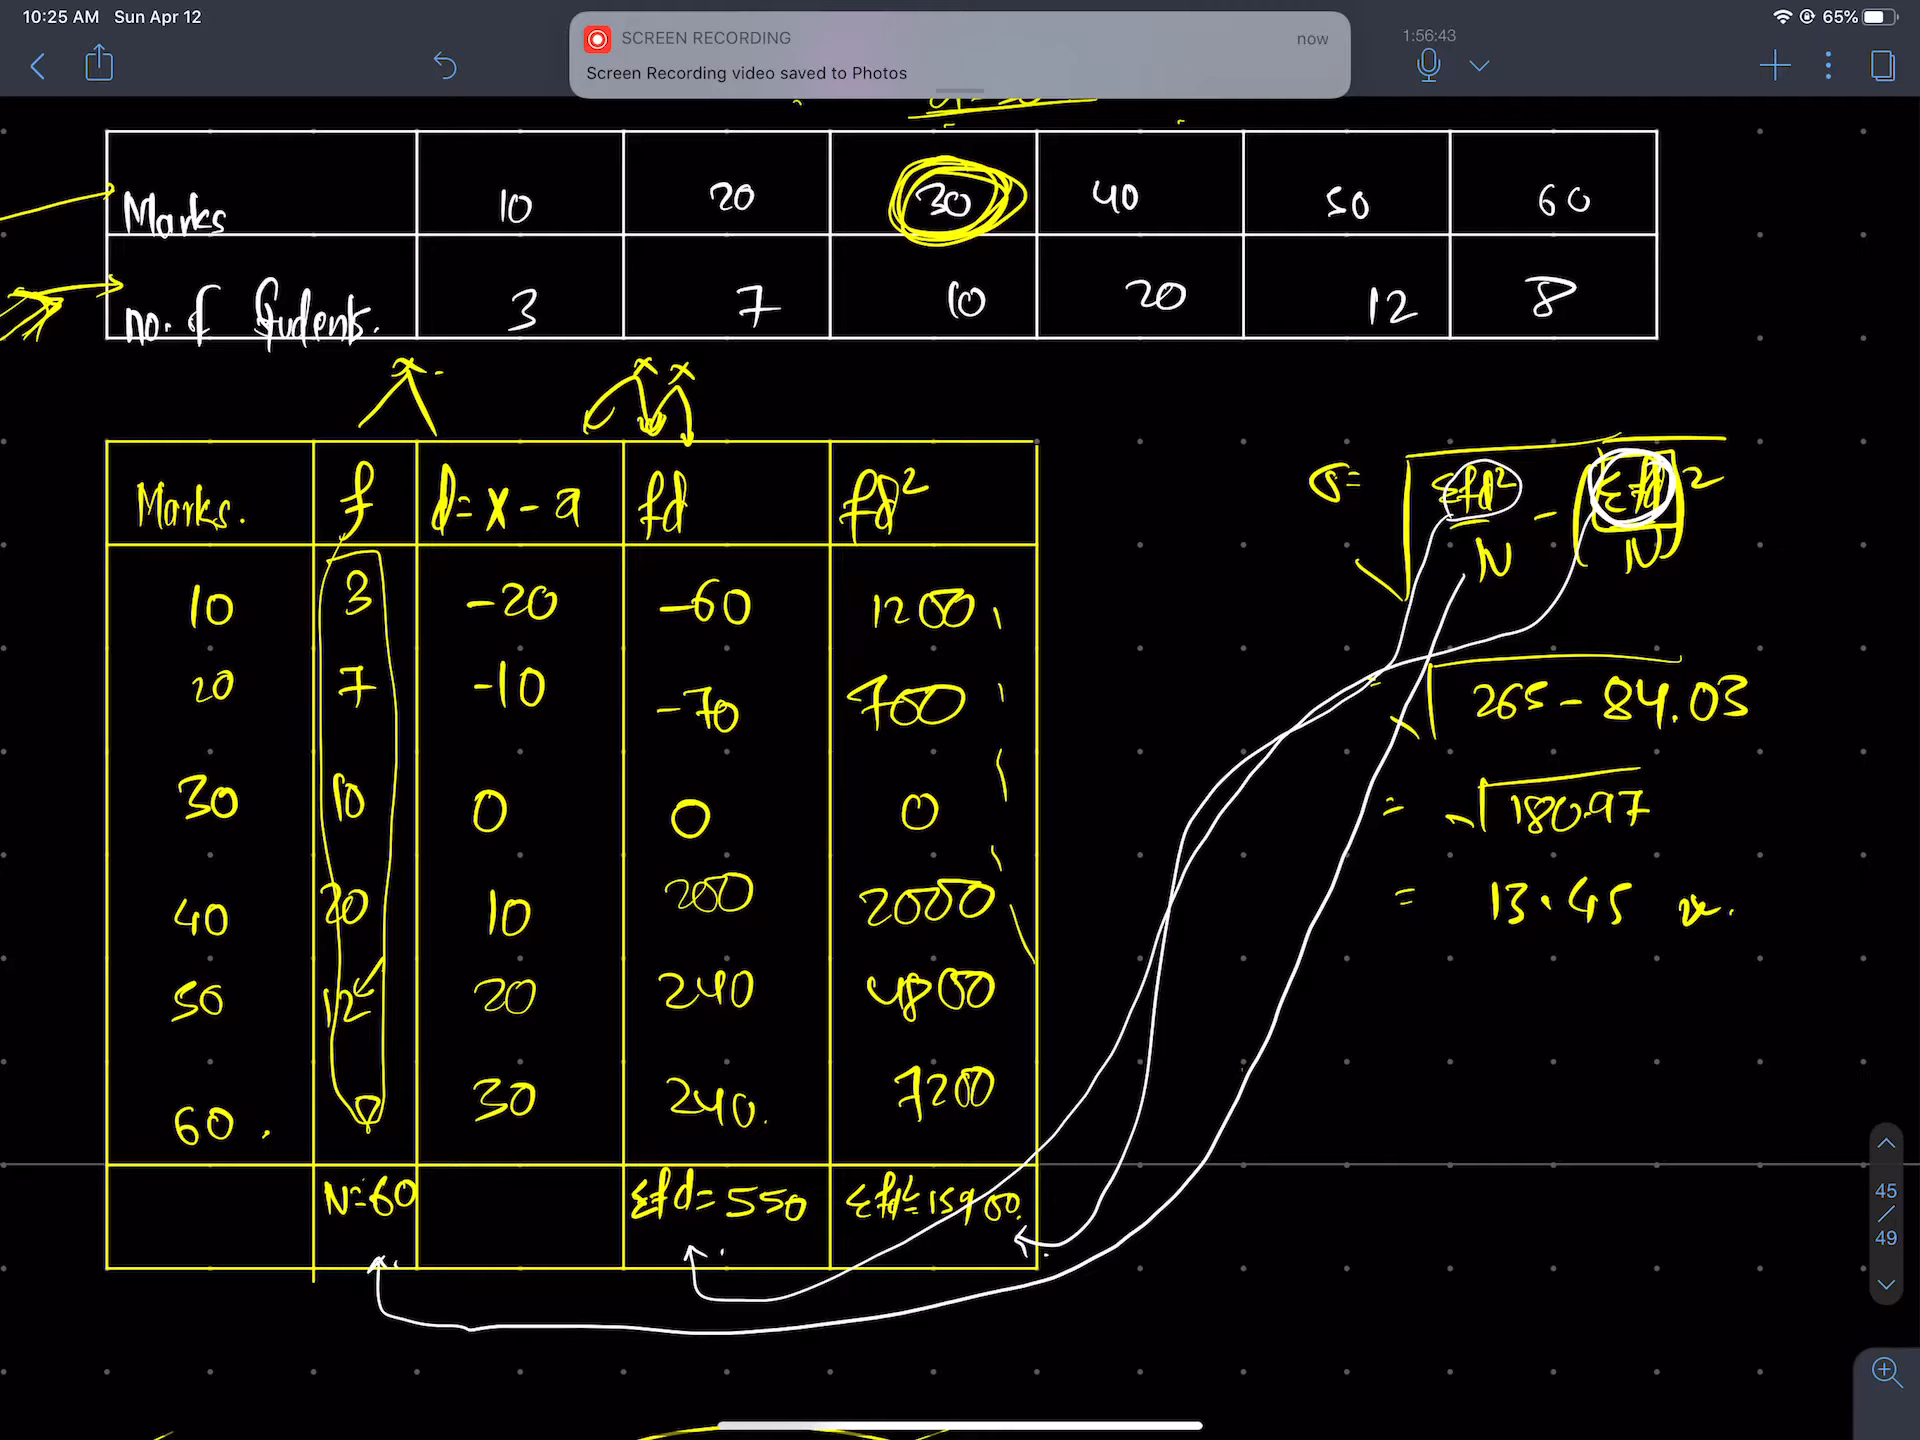 10:25 AM Sun Apr 12
SCREEN RECORDING now
Screen Recording video saved to Photos
1:56:43
65%
Marks 10 20 30 40 50 60
no. of Students. 3 7 10 20 12 8
Marks. f d=x-a fd fd²
10 3 -20 -60 1200
20 7 -10 -70 700
30 10 0 0 0
40 20 10 200 2000
50 12 20 240 4800
60. 30 240. 7200
N=60 Σfd=550 Σfd²=15900.
σ= √Σfd²/N - (Σfd/N)²
= √265-84.03
= √180.97
= 13.45
45
/
49